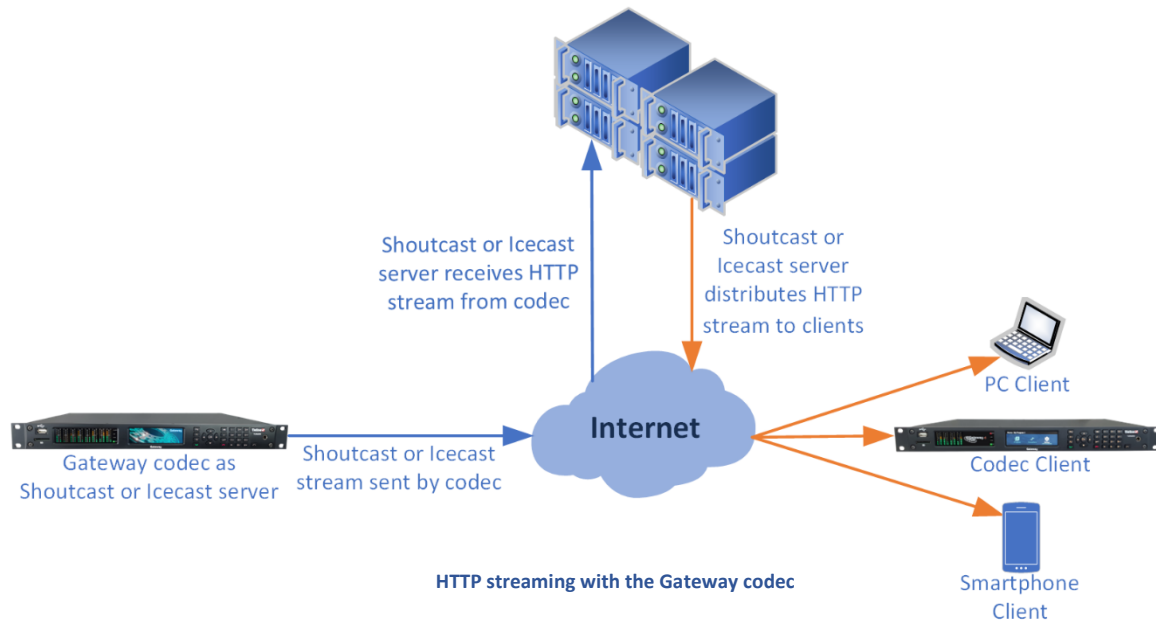 Shoutcast or Icecast
server receives HTTP
stream from codec
Shoutcast or
Icecast server
distributes HTTP
stream to clients
PC Client
Internet
Gateway codec as
Shoutcast or Icecast server
Shoutcast or Icecast
stream sent by codec
Codec Client
Smartphone
Client
HTTP streaming with the Gateway codec